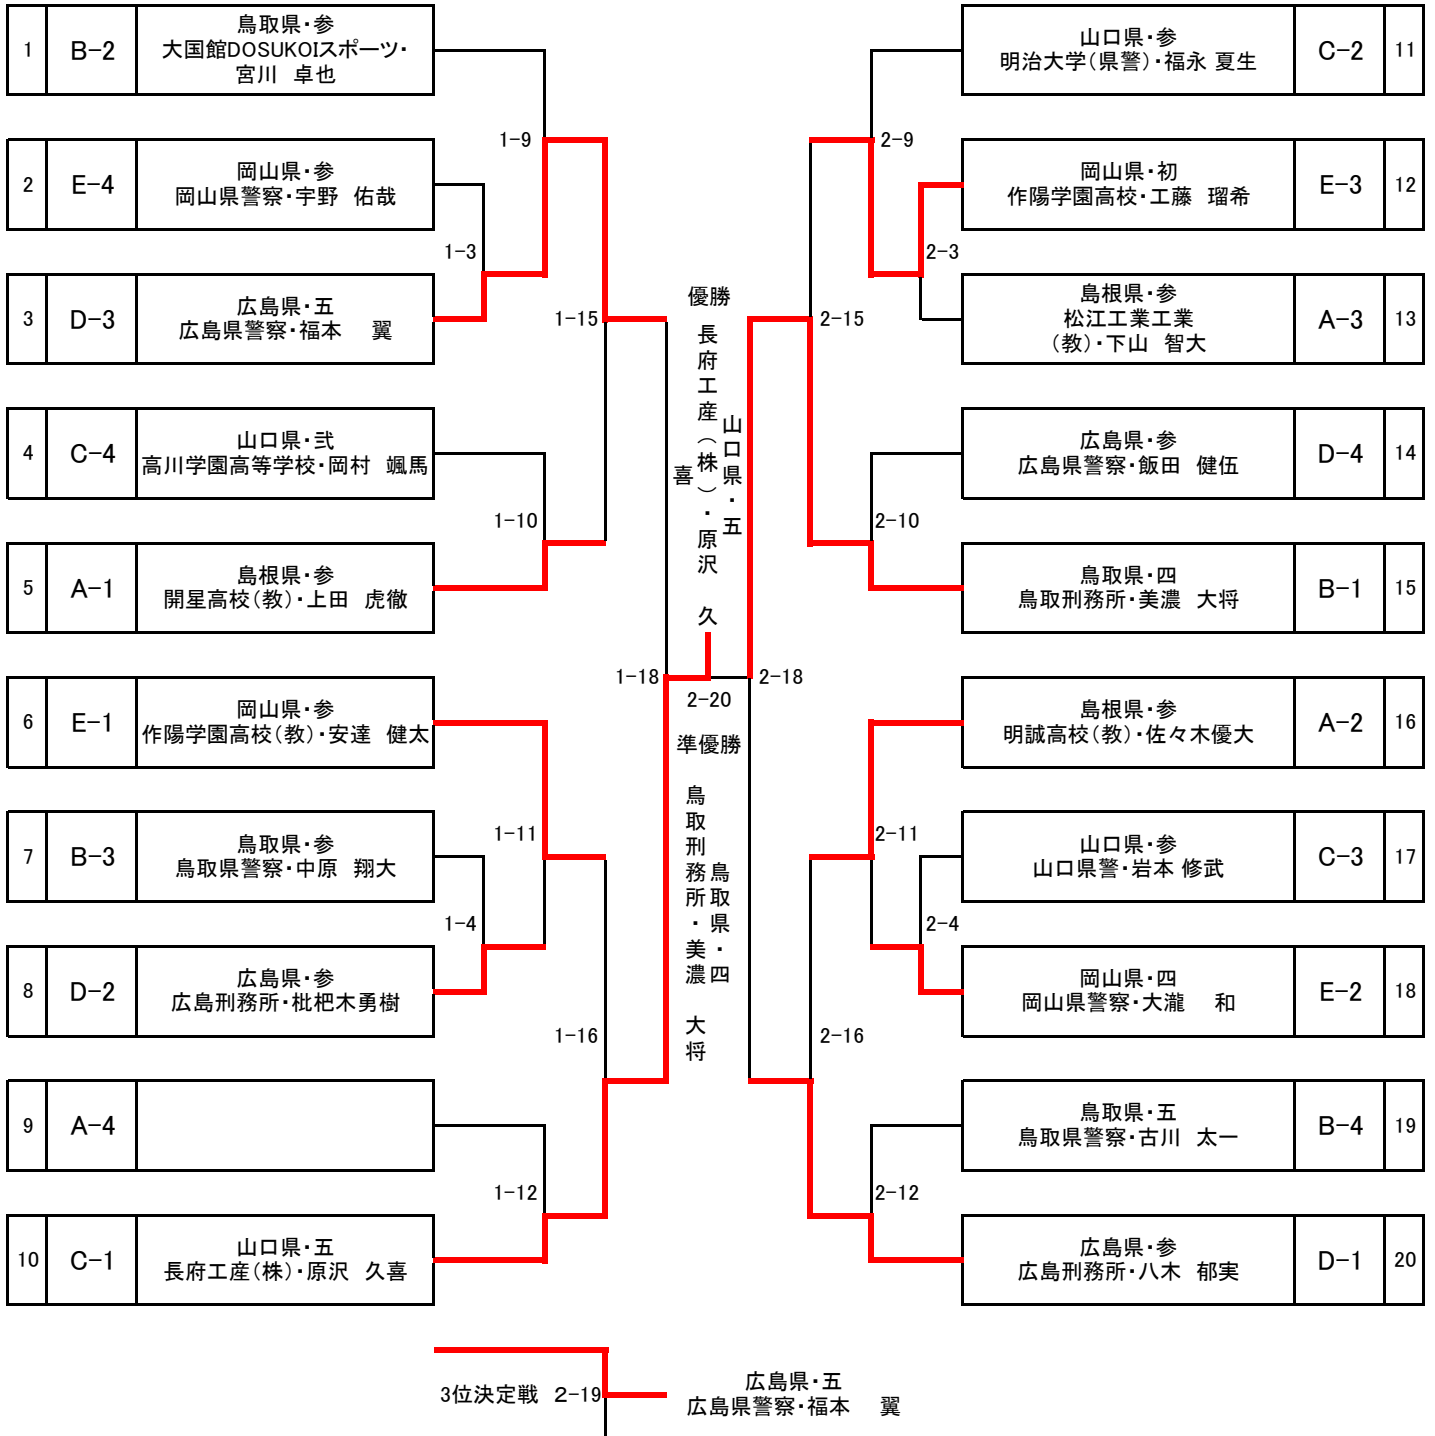 1
B-2
鳥取県・参
大国館DOSUKOIスポーツ・
宮川　卓也
2
E-4
岡山県・参
岡山県警察・宇野　佑哉
3
D-3
広島県・五
広島県警察・福本　翼
4
C-4
山口県・弐
高川学園高等学校・岡村　颯馬
5
A-1
島根県・参
開星高校(教)・上田　虎徹
6
E-1
岡山県・参
作陽学園高校(教)・安達　健太
7
B-3
鳥取県・参
鳥取県警察・中原　翔大
8
D-2
広島県・参
広島刑務所・枇杷木勇樹
9
A-4
10
C-1
山口県・五
長府工産(株)・原沢　久喜
1-9
1-3
1-15
1-10
1-18
1-11
1-4
1-16
1-12
優勝
山口県・五
長府工産(株)・原沢　久
喜
2-20
準優勝
鳥取県・四
鳥取刑務所・美濃　大将
2-9
2-3
2-15
2-10
2-18
2-11
2-4
2-16
2-12
山口県・参
明治大学(県警)・福永 夏生
C-2
11
岡山県・初
作陽学園高校・工藤　瑠希
E-3
12
島根県・参
松江工業工業
(教)・下山　智大
A-3
13
広島県・参
広島県警察・飯田　健伍
D-4
14
鳥取県・四
鳥取刑務所・美濃　大将
B-1
15
島根県・参
明誠高校(教)・佐々木優大
A-2
16
山口県・参
山口県警・岩本 修武
C-3
17
岡山県・四
岡山県警察・大瀧　和
E-2
18
鳥取県・五
鳥取県警察・古川　太一
B-4
19
広島県・参
広島刑務所・八木　郁実
D-1
20
3位決定戦　2-19
広島県・五
広島県警察・福本　翼